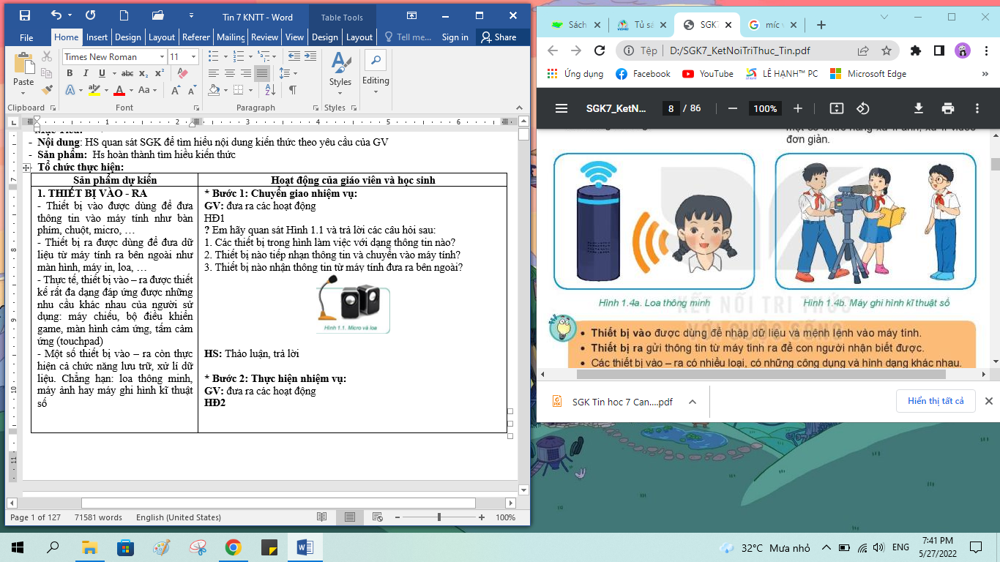 Tin 7 KNTT - Word
Table Tools
File Home Insert Design Layout Referer Mailing Review View Design Layout Tell me... Sign in Share
Times New Roman 11
Paste
B I U abc x₂ x²
A A Aa A A
Styles
Editing
Clipboard Font Paragraph Styles
1 2 3 4 5 6
- Nội dung: HS quan sát SGK để tìm hiểu nội dung kiến thức theo yêu cầu của GV
- Sản phẩm: Hs hoàn thành tìm hiểu kiến thức
- Tổ chức thực hiện:
Sản phẩm dự kiến
1. THIẾT BỊ VÀO - RA
- Thiết bị vào được dùng để đưa
thông tin vào máy tính như bàn
phím, chuột, micro, …
- Thiết bị ra được dùng để đưa dữ
liệu từ máy tính ra bên ngoài như
màn hình, máy in, loa, …
- Thực tế, thiết bị vào – ra được thiết
kế rất đa dạng đáp ứng được những
nhu cầu khác nhau của người sử
dụng: máy chiếu, bộ điều khiển
game, màn hình cảm ứng, tấm cảm
ứng (touchpad)
- Một số thiết bị vào – ra còn thực
hiện cả chức năng lưu trữ, xử lí dữ
liệu. Chẳng hạn: loa thông minh,
máy ảnh hay máy ghi hình kĩ thuật
số
Hoạt động của giáo viên và học sinh
* Bước 1: Chuyển giao nhiệm vụ:
GV: đưa ra các hoạt động
HĐ1
? Em hãy quan sát Hình 1.1 và trả lời các câu hỏi sau:
1. Các thiết bị trong hình làm việc với dạng thông tin nào?
2. Thiết bị nào tiếp nhận thông tin và chuyển vào máy tính?
3. Thiết bị nào nhận thông tin từ máy tính đưa ra bên ngoài?
Hình 1.1. Micro và loa
HS: Thảo luận, trả lời
* Bước 2: Thực hiện nhiệm vụ:
GV: đưa ra các hoạt động
HĐ2
7
8
9
10
11
Page 1 of 127 71581 words English (United States) 100%
Sách Tủ sá SGK míc
Tệp D:/SGK7_KetNoiTriThuc_Tin.pdf
Ứng dụng Facebook YouTube LÊ HẠNH™ PC Microsoft Edge »
SGK7_KetN... 8 / 86 100%
đơn giản.
Hình 1.4a. Loa thông minh
Hình 1.4b. Máy ghi hình kĩ thuật số
KẾT NỐI TRI THỨC
VỚI CUỘC SỐNG
• Thiết bị vào được dùng để nhập dữ liệu và mệnh lệnh vào máy tính.
• Thiết bị ra gửi thông tin từ máy tính ra để con người nhận biết được.
• Các thiết bị vào – ra có nhiều loại, có những công dụng và hình dạng khác nhau.
SGK Tin hoc 7 Can....pdf
Hiển thị tất cả
32°C Mưa nhỏ
ENG
7:41 PM
5/27/2022